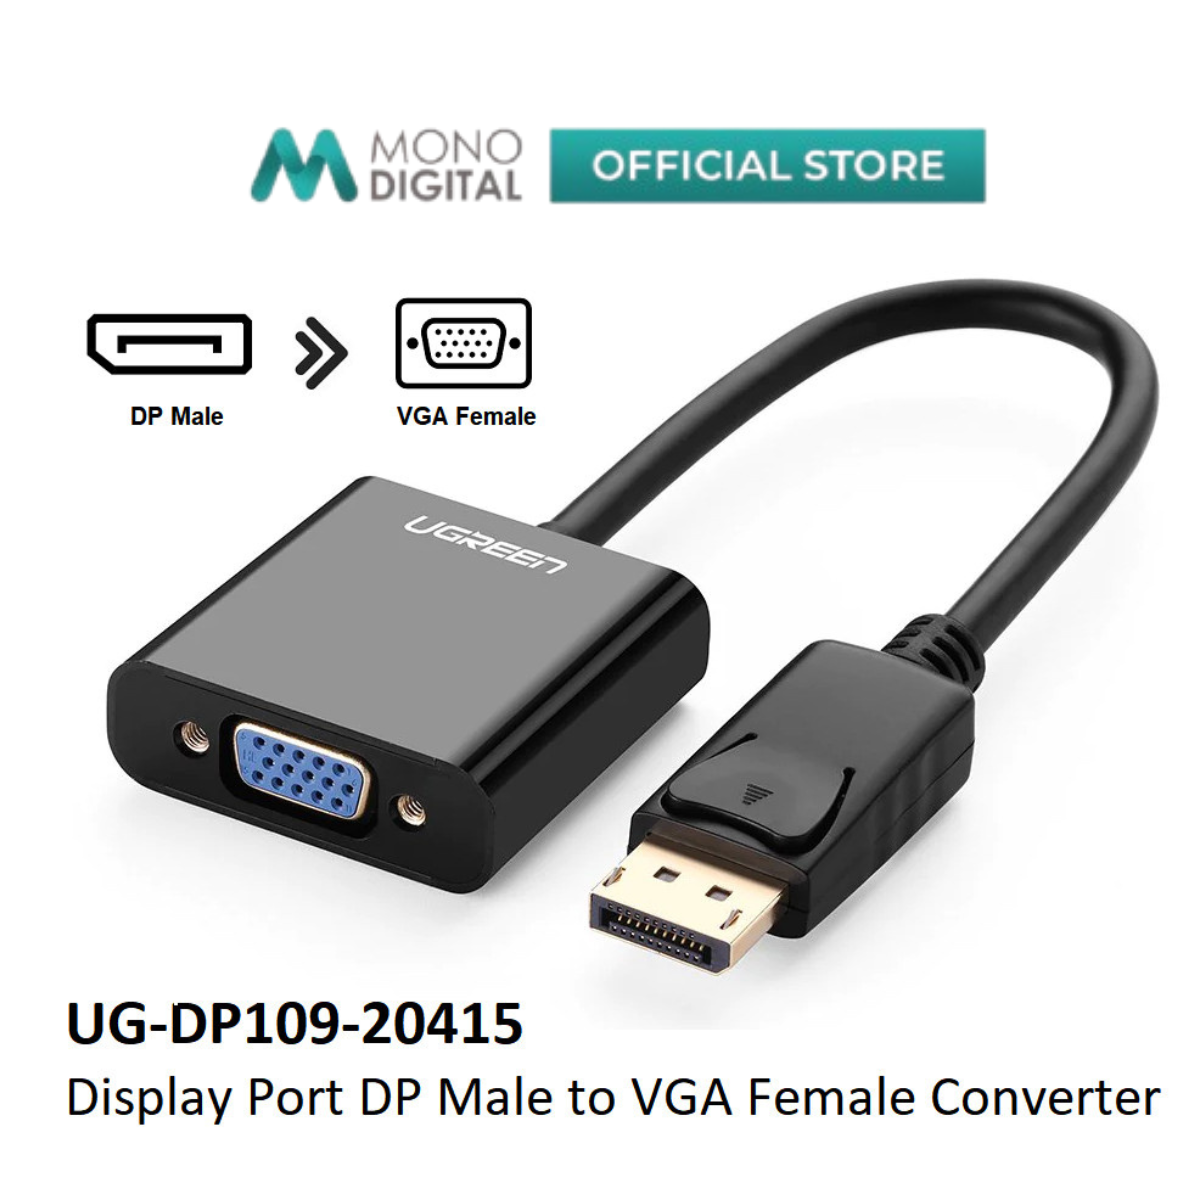 MONO
DIGITAL
OFFICIAL STORE
DP Male
VGA Female
UGREEN
UG-DP109-20415
Display Port DP Male to VGA Female Converter